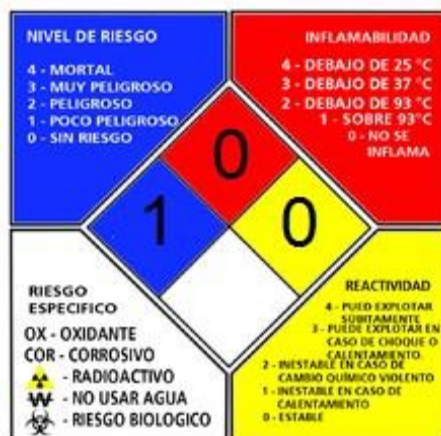 NIVEL DE RIESGO
4 - MORTAL
3 - MUY PELIGROSO
2 - PELIGROSO
1 - POCO PELIGROSO
0 - SIN RIESGO
INFLAMABILIDAD
4 - DEBAJO DE 25 °C
3 - DEBAJO DE 37 °C
2 - DEBAJO DE 93 °C
1 - SOBRE 93°C
0 - NO SE
INFLAMA
0
1
0
RIESGO
ESPECIFICO
OX - OXIDANTE
COR - CORROSIVO
- RADIOACTIVO
W - NO USAR AGUA
- RIESGO BIOLOGICO
REACTIVIDAD
4 - PUED EXPLOTAR
SÚBITAMENTE
3 - PUEDE EXPLOTAR EN
CASO DE CHOQUE O
CALENTAMIENTO.
2 - INESTABLE EN CASO DE
CAMBIO QUÍMICO VIOLENTO
1 - INESTABLE EN CASO DE
CALENTAMIENTO
0 - ESTABLE